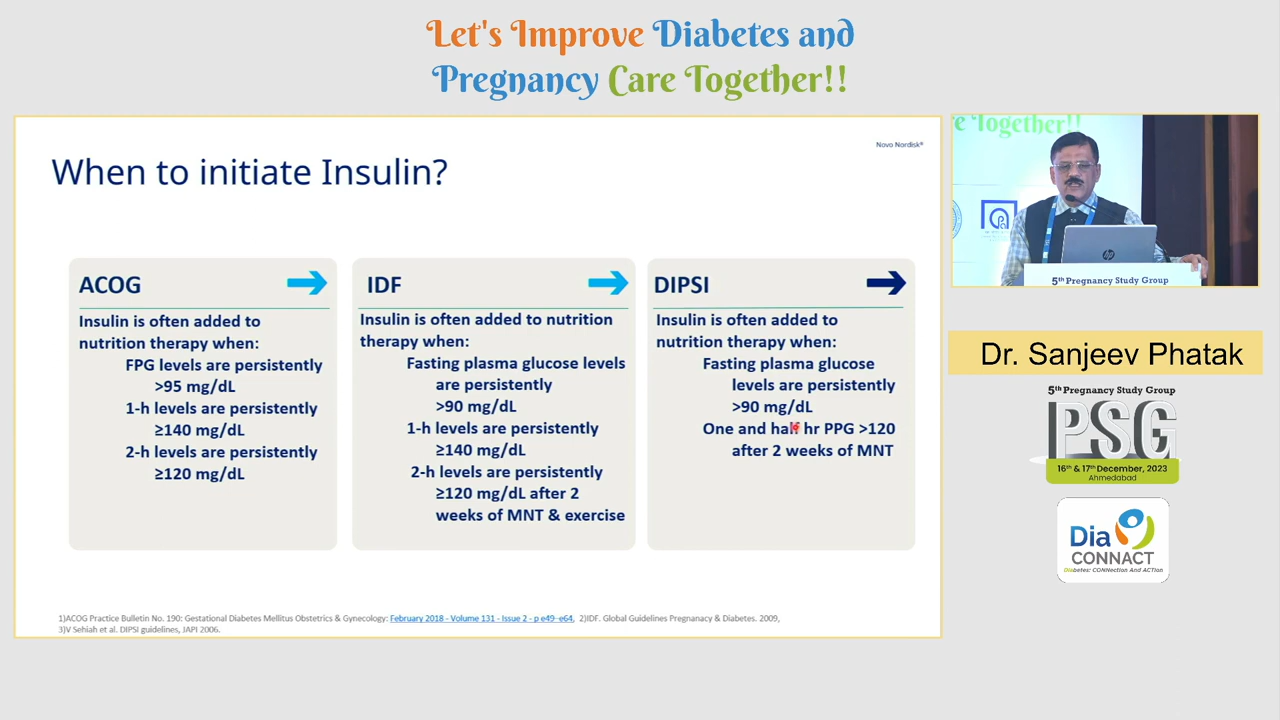 Let's Improve Diabetes and
Pregnancy Care Together!!
Novo Nordisk®
When to initiate Insulin?
ACOG
Insulin is often added to
nutrition therapy when:
FPG levels are persistently
>95 mg/dL
1-h levels are persistently
≥140 mg/dL
2-h levels are persistently
≥120 mg/dL
IDF
Insulin is often added to nutrition
therapy when:
Fasting plasma glucose levels
are persistently
>90 mg/dL
1-h levels are persistently
≥140 mg/dL
2-h levels are persistently
≥120 mg/dL after 2
weeks of MNT & exercise
DIPSI
Insulin is often added to
nutrition therapy when:
Fasting plasma glucose
levels are persistently
>90 mg/dL
One and half hr PPG >120
after 2 weeks of MNT
1)ACOG Practice Bulletin No. 190: Gestational Diabetes Mellitus Obstetrics & Gynecology: February 2018 - Volume 131 - Issue 2 - p e49-e64, 2)IDF. Global Guidelines Pregnanacy & Diabetes. 2009,
3)V Sehiah et al. DIPSI guidelines, JAPI 2006.
e Together!!
hp
5th Pregnancy Study Group
Dr. Sanjeev Phatak
5th Pregnancy Study Group
PSG
16th & 17th December, 2023
Ahmedabad
Dia
CONNACT
Diabetes: CONNection And ACTion